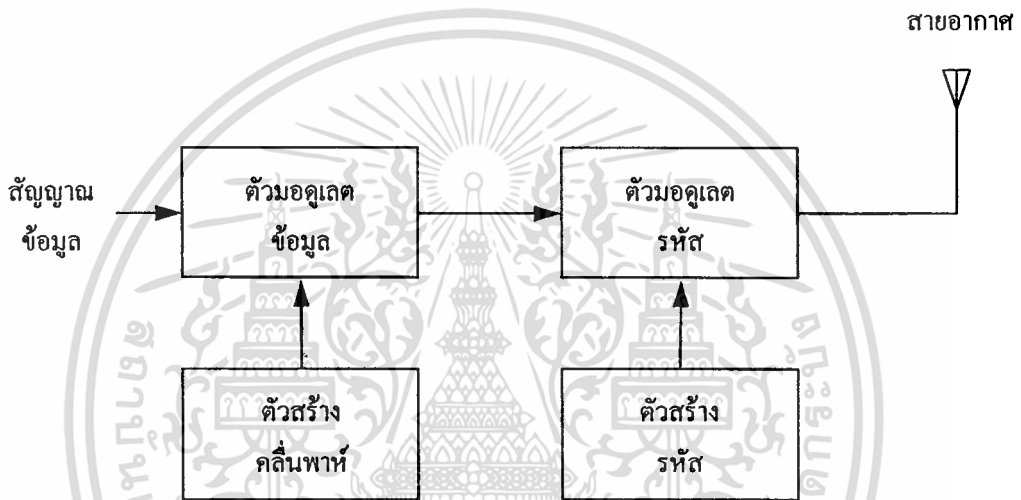 สายอากาศ
สัญญาณ
ข้อมูล
ตัวมอดูเลต
ข้อมูล
ตัวมอดูเลต
รหัส
ตัวสร้าง
คลื่นพาห์
ตัวสร้าง
รหัส